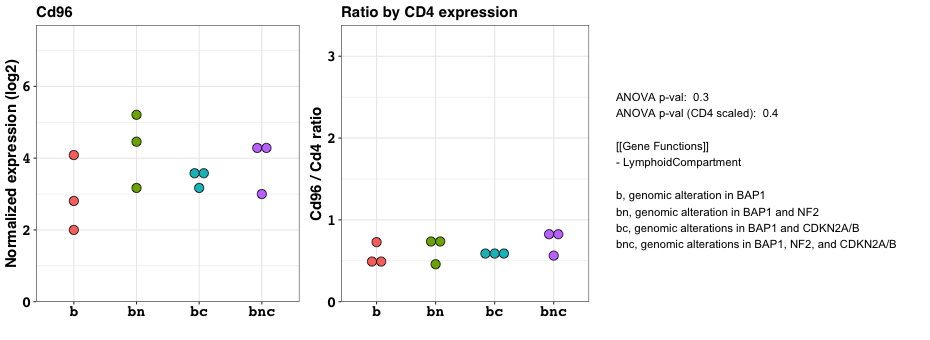 Cd96
Normalized expression (log2)
6
4
2
0
b bn bc bnc
Ratio by CD4 expression
Cd96 / Cd4 ratio
3
2
1
0
b bn bc bnc
ANOVA p-val:  0.3
ANOVA p-val (CD4 scaled):  0.4
[[Gene Functions]]
- LymphoidCompartment
b, genomic alteration in BAP1
bn, genomic alteration in BAP1 and NF2
bc, genomic alterations in BAP1 and CDKN2A/B
bnc, genomic alterations in BAP1, NF2, and CDKN2A/B